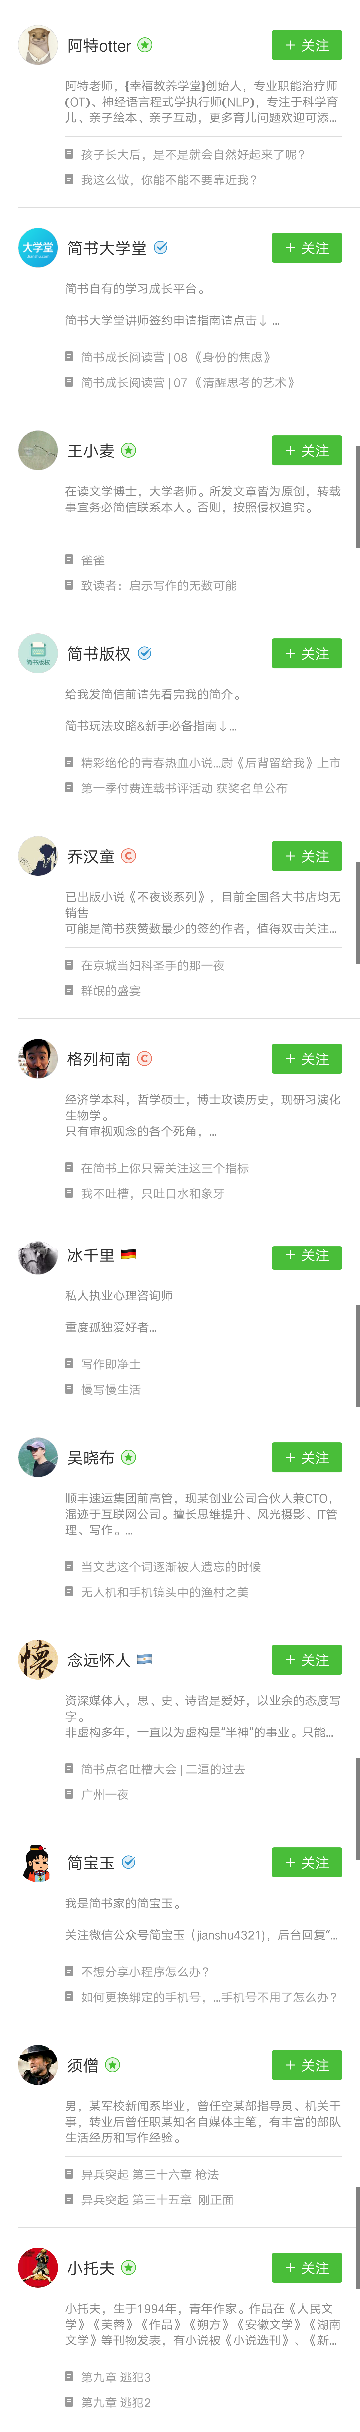 阿特otter
+ 关注
阿特老师，{幸福教养学堂}创始人，专业职能治疗师
(OT)、神经语言程式学执行师(NLP)，专注于科学育
儿、亲子绘本、亲子互动，更多育儿问题欢迎可添...
孩子长大后，是不是就会自然好起来了呢？
我这么做，你能不能不要靠近我？
大学堂
简书大学堂
+ 关注
简书自有的学习成长平台。
简书大学堂讲师签约申请指南请点击↓ ...
简书成长阅读营 | 08 《身份的焦虑》
简书成长阅读营 | 07 《清醒思考的艺术》
王小麦
+ 关注
在读文学博士，大学老师。所发文章皆为原创，转载
事宜务必简信联系本人。否则，按照侵权追究。
雀雀
致读者：启示写作的无数可能
简书版权
简书版权
+ 关注
给我发简信前请先看完我的简介。
简书玩法攻略&新手必备指南↓...
精彩绝伦的青春热血小说...尉《后背留给我》上市
第一季付费连载书评活动 获奖名单公布
乔汉童
+ 关注
已出版小说《不夜谈系列》，目前全国各大书店均无
销售
可能是简书获赞数最少的签约作者，值得双击关注...
在京城当妇科圣手的那一夜
群氓的盛宴
格列柯南
+ 关注
经济学本科，哲学硕士，博士攻读历史，现研习演化
生物学。
只有审视观念的各个死角，...
在简书上你只需关注这三个指标
我不吐槽，只吐口水和象牙
冰千里
+ 关注
私人执业心理咨询师
重度孤独爱好者...
写作即净土
慢写慢生活
吴晓布
+ 关注
顺丰速运集团前高管，现某创业公司合伙人兼CTO，
混迹于互联网公司。擅长思维提升、风光摄影、IT管
理、写作。...
当文艺这个词逐渐被人遗忘的时候
无人机和手机镜头中的渔村之美
懷
念远怀人
+ 关注
资深媒体人，思、史、诗皆是爱好，以业余的态度写
字。
非虚构多年，一直以为虚构是“半神”的事业。只能...
简书点名吐槽大会 | 二逼的过去
广州一夜
简宝玉
+ 关注
我是简书家的简宝玉。
关注微信公众号简宝玉（jianshu4321），后台回复“...
不想分享小程序怎么办？
如何更换绑定的手机号，...手机号不用了怎么办？
须僧
+ 关注
男，某军校新闻系毕业，曾任空某部指导员、机关干
事，转业后曾任职某知名自媒体主笔，有丰富的部队
生活经历和写作经验。
异兵突起 第三十六章 枪法
异兵突起 第三十五章 刚正面
小托夫
+ 关注
小托夫，生于1994年，青年作家。作品在《人民文
学》《芙蓉》《作品》《朔方》《安徽文学》《湖南
文学》等刊物发表，有小说被《小说选刊》、《新...
第九章 逃犯3
第九章 逃犯2